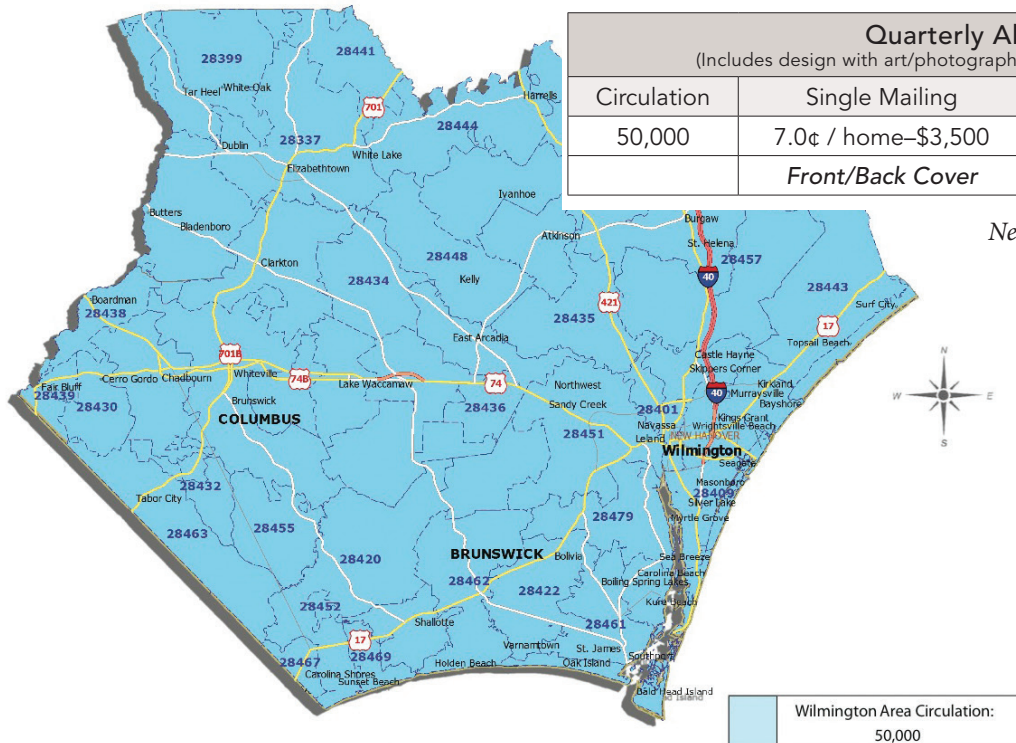 Quarterly
(Includes design with art/photograph
Circulation Single Mailing
50,000 7.0¢ / home–$3,500
Front/Back Cover
Ne
28399
28441
Tar Heel
White Oak
Harrells
701
28444
Dublin
28337
White Lake
Elizabethtown
Ivanhoe
Butters
Bladenboro
Atkinson
Burgaw
St. Helena
28457
Clarkton
28448
Kelly
28434
40
28443
Boardman
28438
421
28435
Surf City
17
Topsail Beach
East Arcadia
701B
Castle Hayne
Skippers Corner
Whiteville
74B
Fair Bluff
Cerro Gordo
Chadbourn
Lake Waccamaw
74
Northwest
40
Kirkland
Murraysville
Bayshore
28439
28430
Brunswick
COLUMBUS
28436
Sandy Creek
28401
Kings Grant
Wrightsville Beach
Navassa
NEW HANOVER
Leland
28451
Wilmington
Seagate
Masonboro
28409
Silver Lake
28432
Tabor City
Myrtle Grove
28479
28463
28455
28420
BRUNSWICK
Bolivia
Sea Breeze
Carolina Beach
Boiling Spring Lakes
28462
28422
Kure Beach
28452
Shallotte
28461
17
28469
Varnamtown
St. James
Southport
28467
Holden Beach
Oak Island
Carolina Shores
Sunset Beach
Bald Head Island
N
W
E
S
Wilmington Area Circulation:
50,000